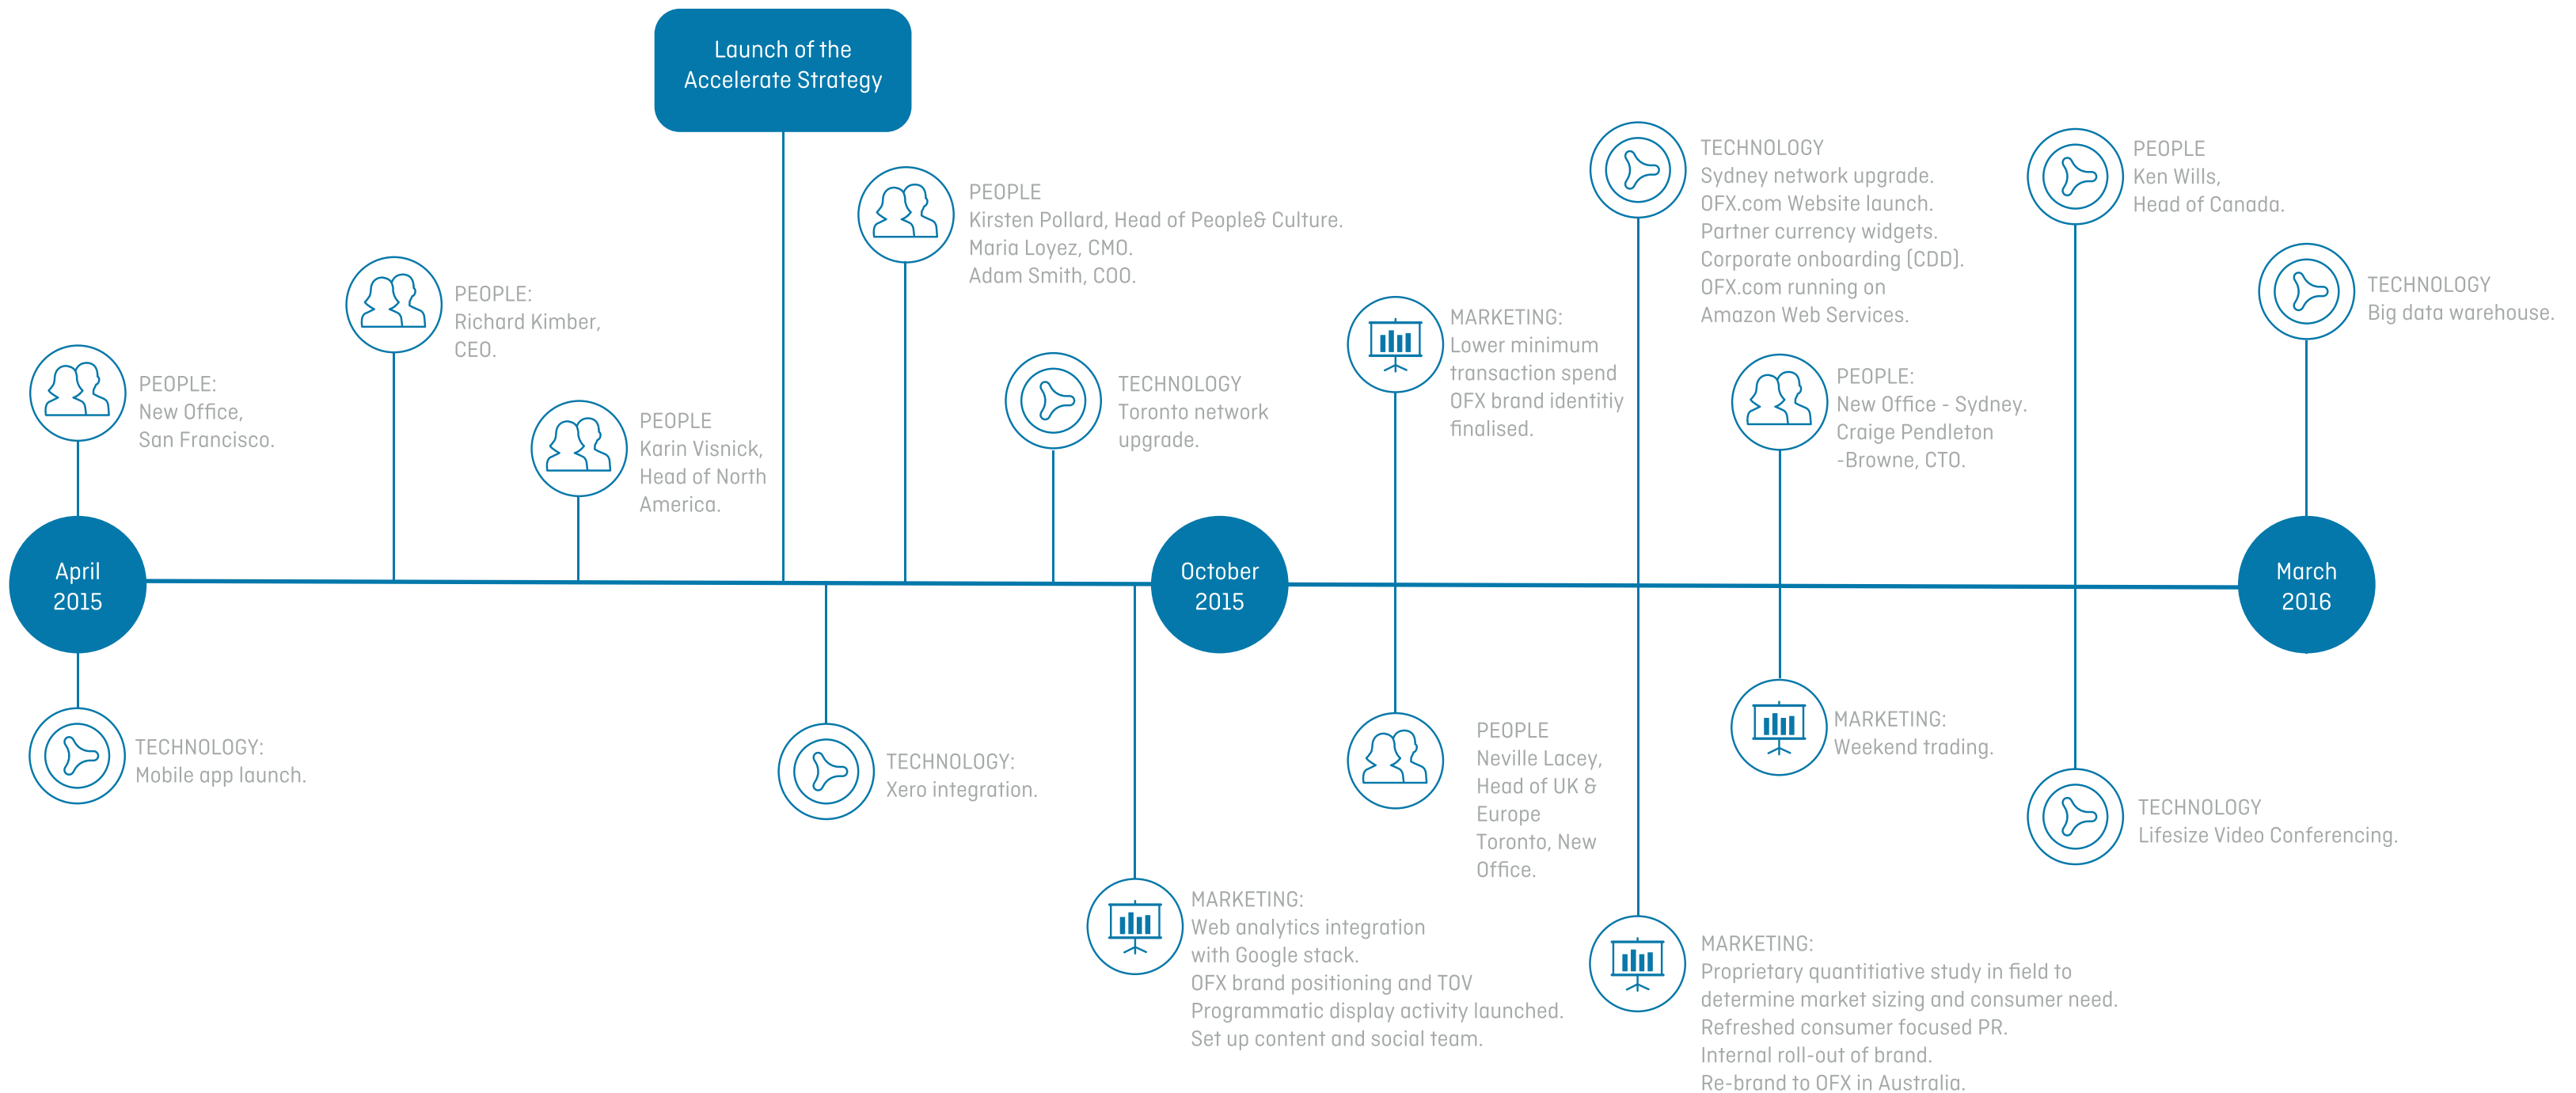 Launch of the
Accelerate Strategy
PEOPLE:
New Office,
San Francisco.
PEOPLE:
Richard Kimber,
CEO.
PEOPLE
Karin Visnick,
Head of North
America.
PEOPLE
Kirsten Pollard, Head of People& Culture.
Maria Loyez, CMO.
Adam Smith, COO.
TECHNOLOGY
Toronto network
upgrade.
MARKETING:
Lower minimum
transaction spend
OFX brand identitiy
finalised.
TECHNOLOGY
Sydney network upgrade.
OFX.com Website launch.
Partner currency widgets.
Corporate onboarding (CDD).
OFX.com running on
Amazon Web Services.
PEOPLE:
New Office - Sydney.
Craige Pendleton
-Browne, CTO.
PEOPLE
Ken Wills,
Head of Canada.
TECHNOLOGY
Big data warehouse.
April
2015
October
2015
March
2016
TECHNOLOGY:
Mobile app launch.
TECHNOLOGY:
Xero integration.
MARKETING:
Web analytics integration
with Google stack.
OFX brand positioning and TOV
Programmatic display activity launched.
Set up content and social team.
PEOPLE
Neville Lacey,
Head of UK &
Europe
Toronto, New
Office.
MARKETING:
Proprietary quantitiative study in field to
determine market sizing and consumer need.
Refreshed consumer focused PR.
Internal roll-out of brand.
Re-brand to OFX in Australia.
MARKETING:
Weekend trading.
TECHNOLOGY
Lifesize Video Conferencing.